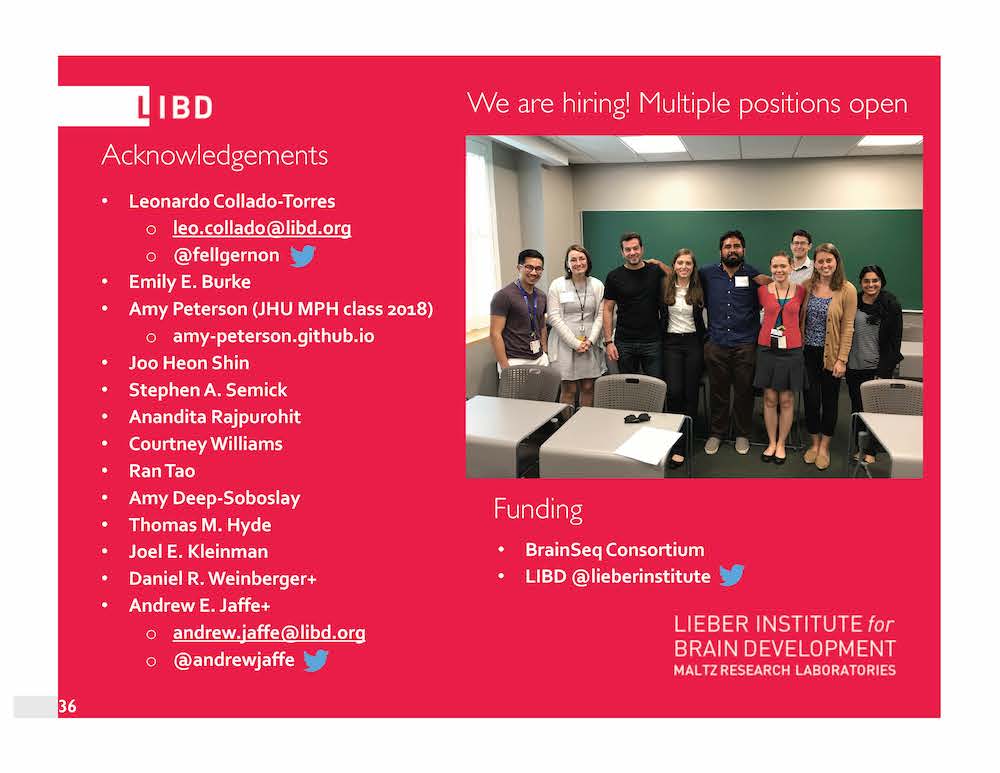 LIBD
We are hiring! Multiple positions open
Acknowledgements
• Leonardo Collado-Torres
o leo.collado@libd.org
o @fellgernon
• Emily E. Burke
• Amy Peterson (JHU MPH class 2018)
o amy-peterson.github.io
• Joo Heon Shin
• Stephen A. Semick
• Anandita Rajpurohit
• Courtney Williams
• Ran Tao
• Amy Deep-Soboslay
• Thomas M. Hyde
• Joel E. Kleinman
• Daniel R. Weinberger+
• Andrew E. Jaffe+
o andrew.jaffe@libd.org
o @andrewjaffe
Funding
• BrainSeq Consortium
• LIBD @lieberinstitute
LIEBER INSTITUTE for
BRAIN DEVELOPMENT
MALTZ RESEARCH LABORATORIES
36